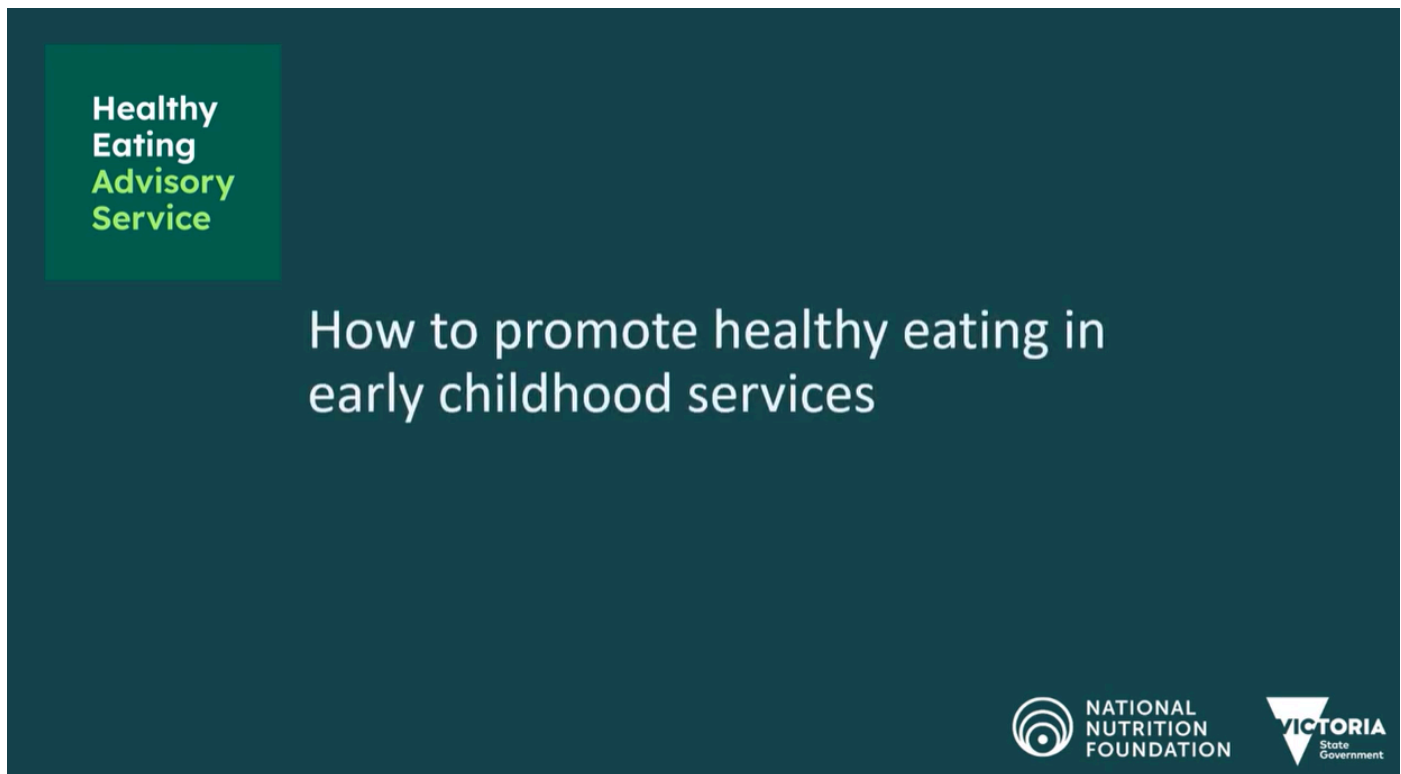 Healthy
Eating
Advisory
Service
How to promote healthy eating in
early childhood services
NATIONAL
NUTRITION
FOUNDATION
VICTORIA
State
Government